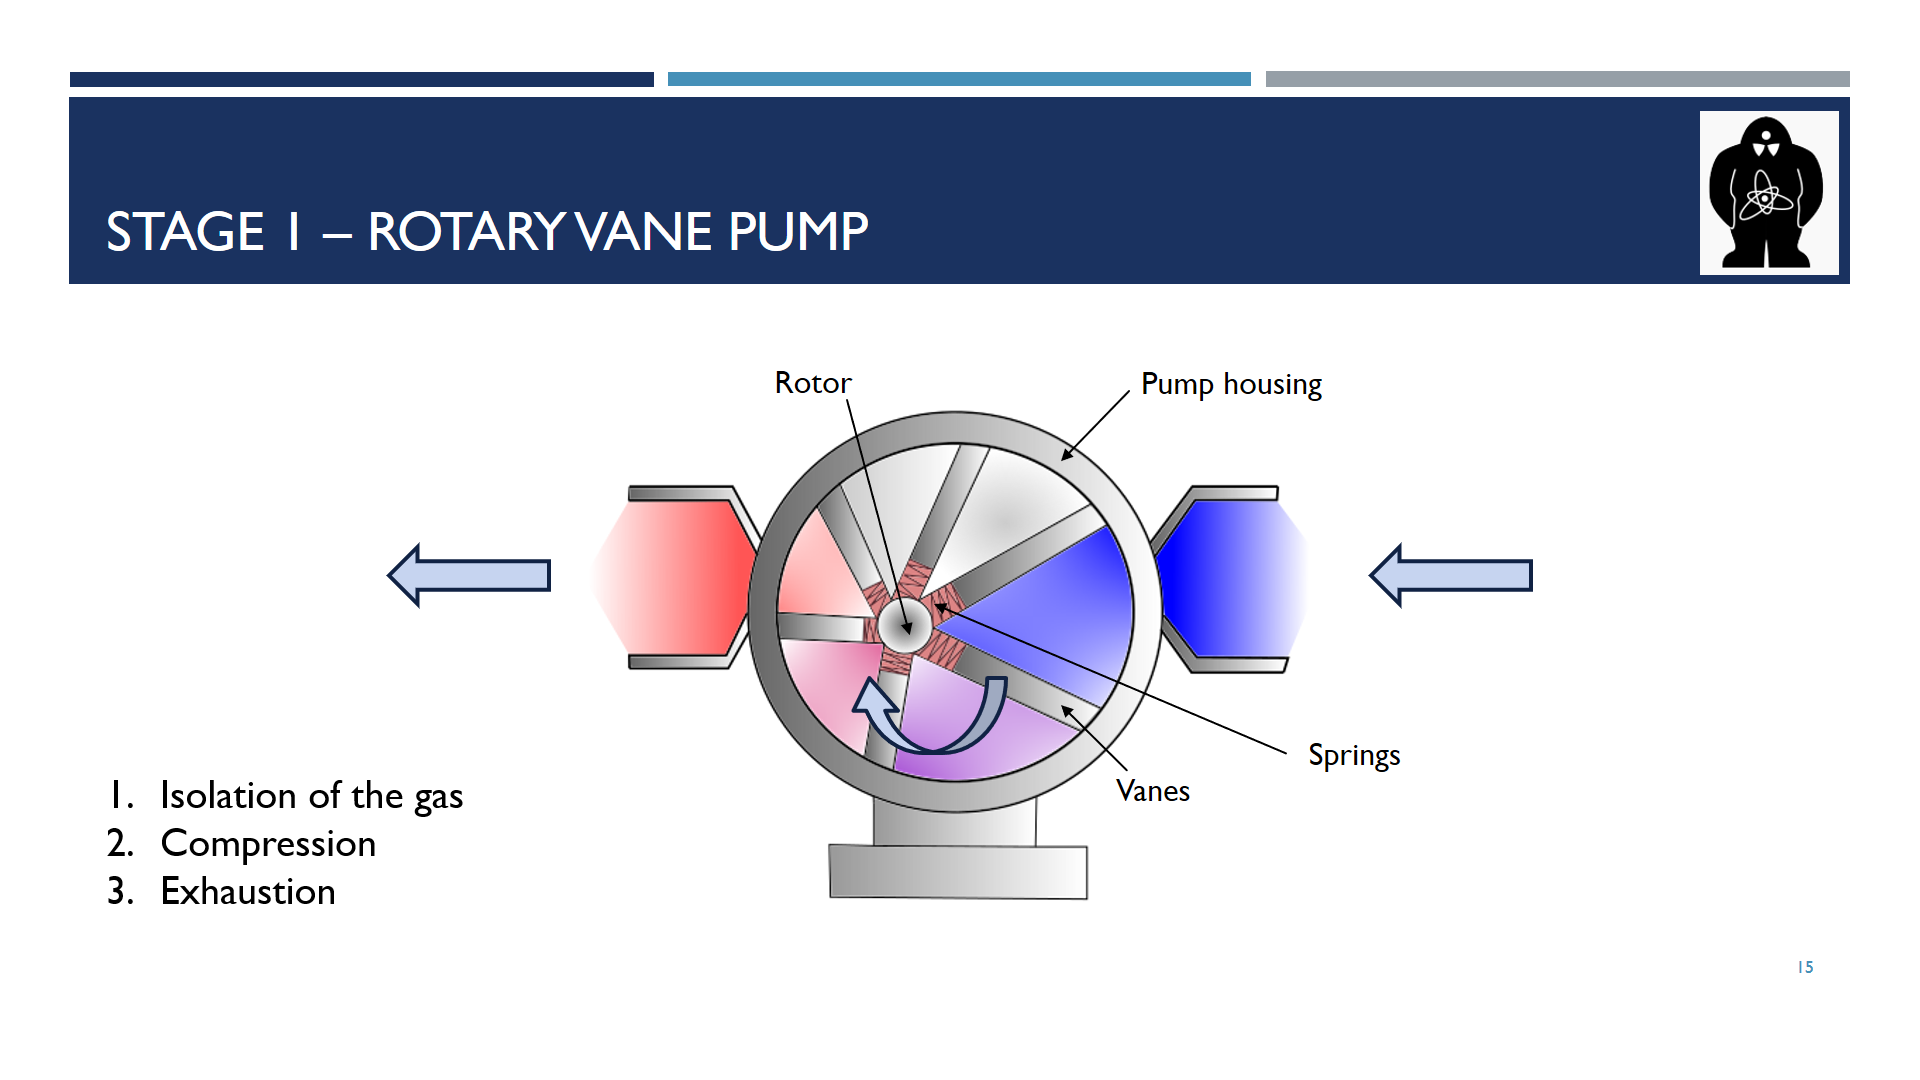 STAGE 1 – ROTARY VANE PUMP
Rotor
Pump housing
Springs
Vanes
1. Isolation of the gas
2. Compression
3. Exhaustion
15